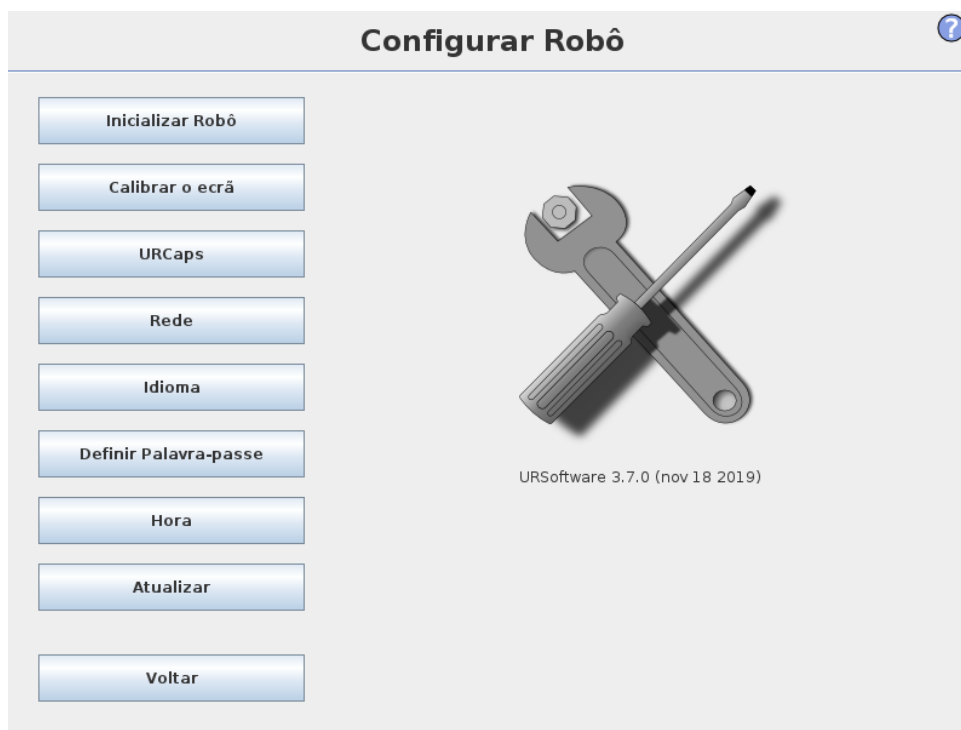 Configurar Robô
?
Inicializar Robô
Calibrar o ecrã
URCaps
Rede
Idioma
Definir Palavra-passe
URSoftware 3.7.0 (nov 18 2019)
Hora
Atualizar
Voltar